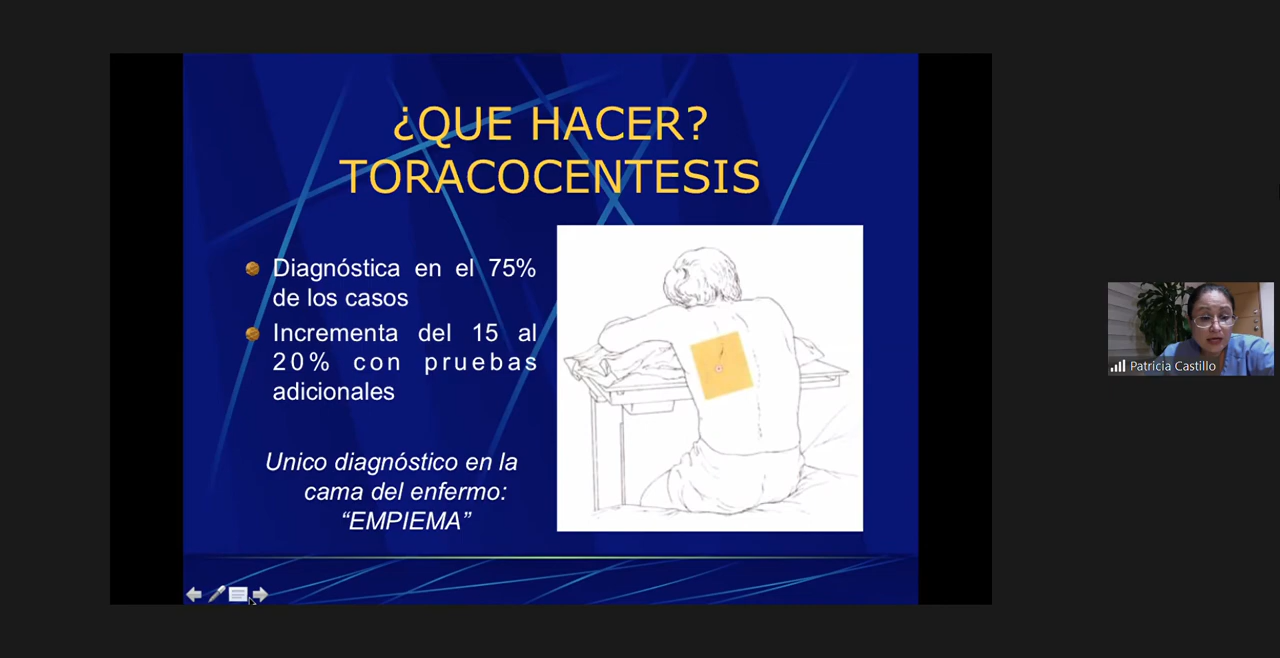 ¿QUE HACER?
TORACOCENTESIS
Diagnóstica en el 75%
de los casos
Incrementa del 15 al
20% con pruebas
adicionales
Unico diagnóstico en la
cama del enfermo:
“EMPIEMA”
Patricia Castillo